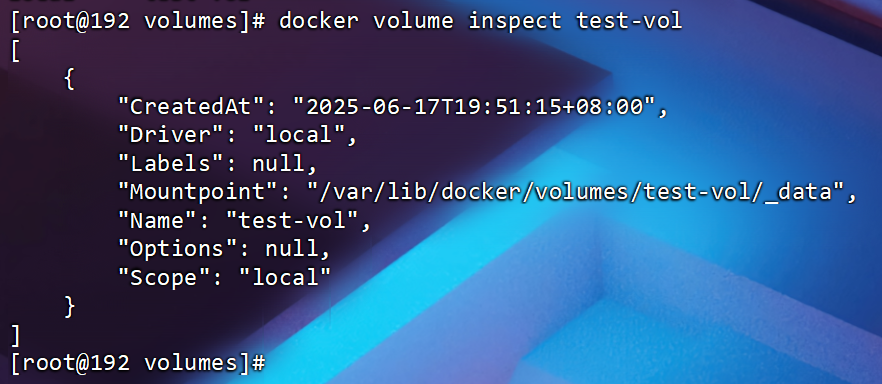 [root@192 volumes]# docker volume inspect test-vol
[
    {
        "CreatedAt": "2025-06-17T19:51:15+08:00",
        "Driver": "local",
        "Labels": null,
        "Mountpoint": "/var/lib/docker/volumes/test-vol/_data",
        "Name": "test-vol",
        "Options": null,
        "Scope": "local"
    }
]
[root@192 volumes]#